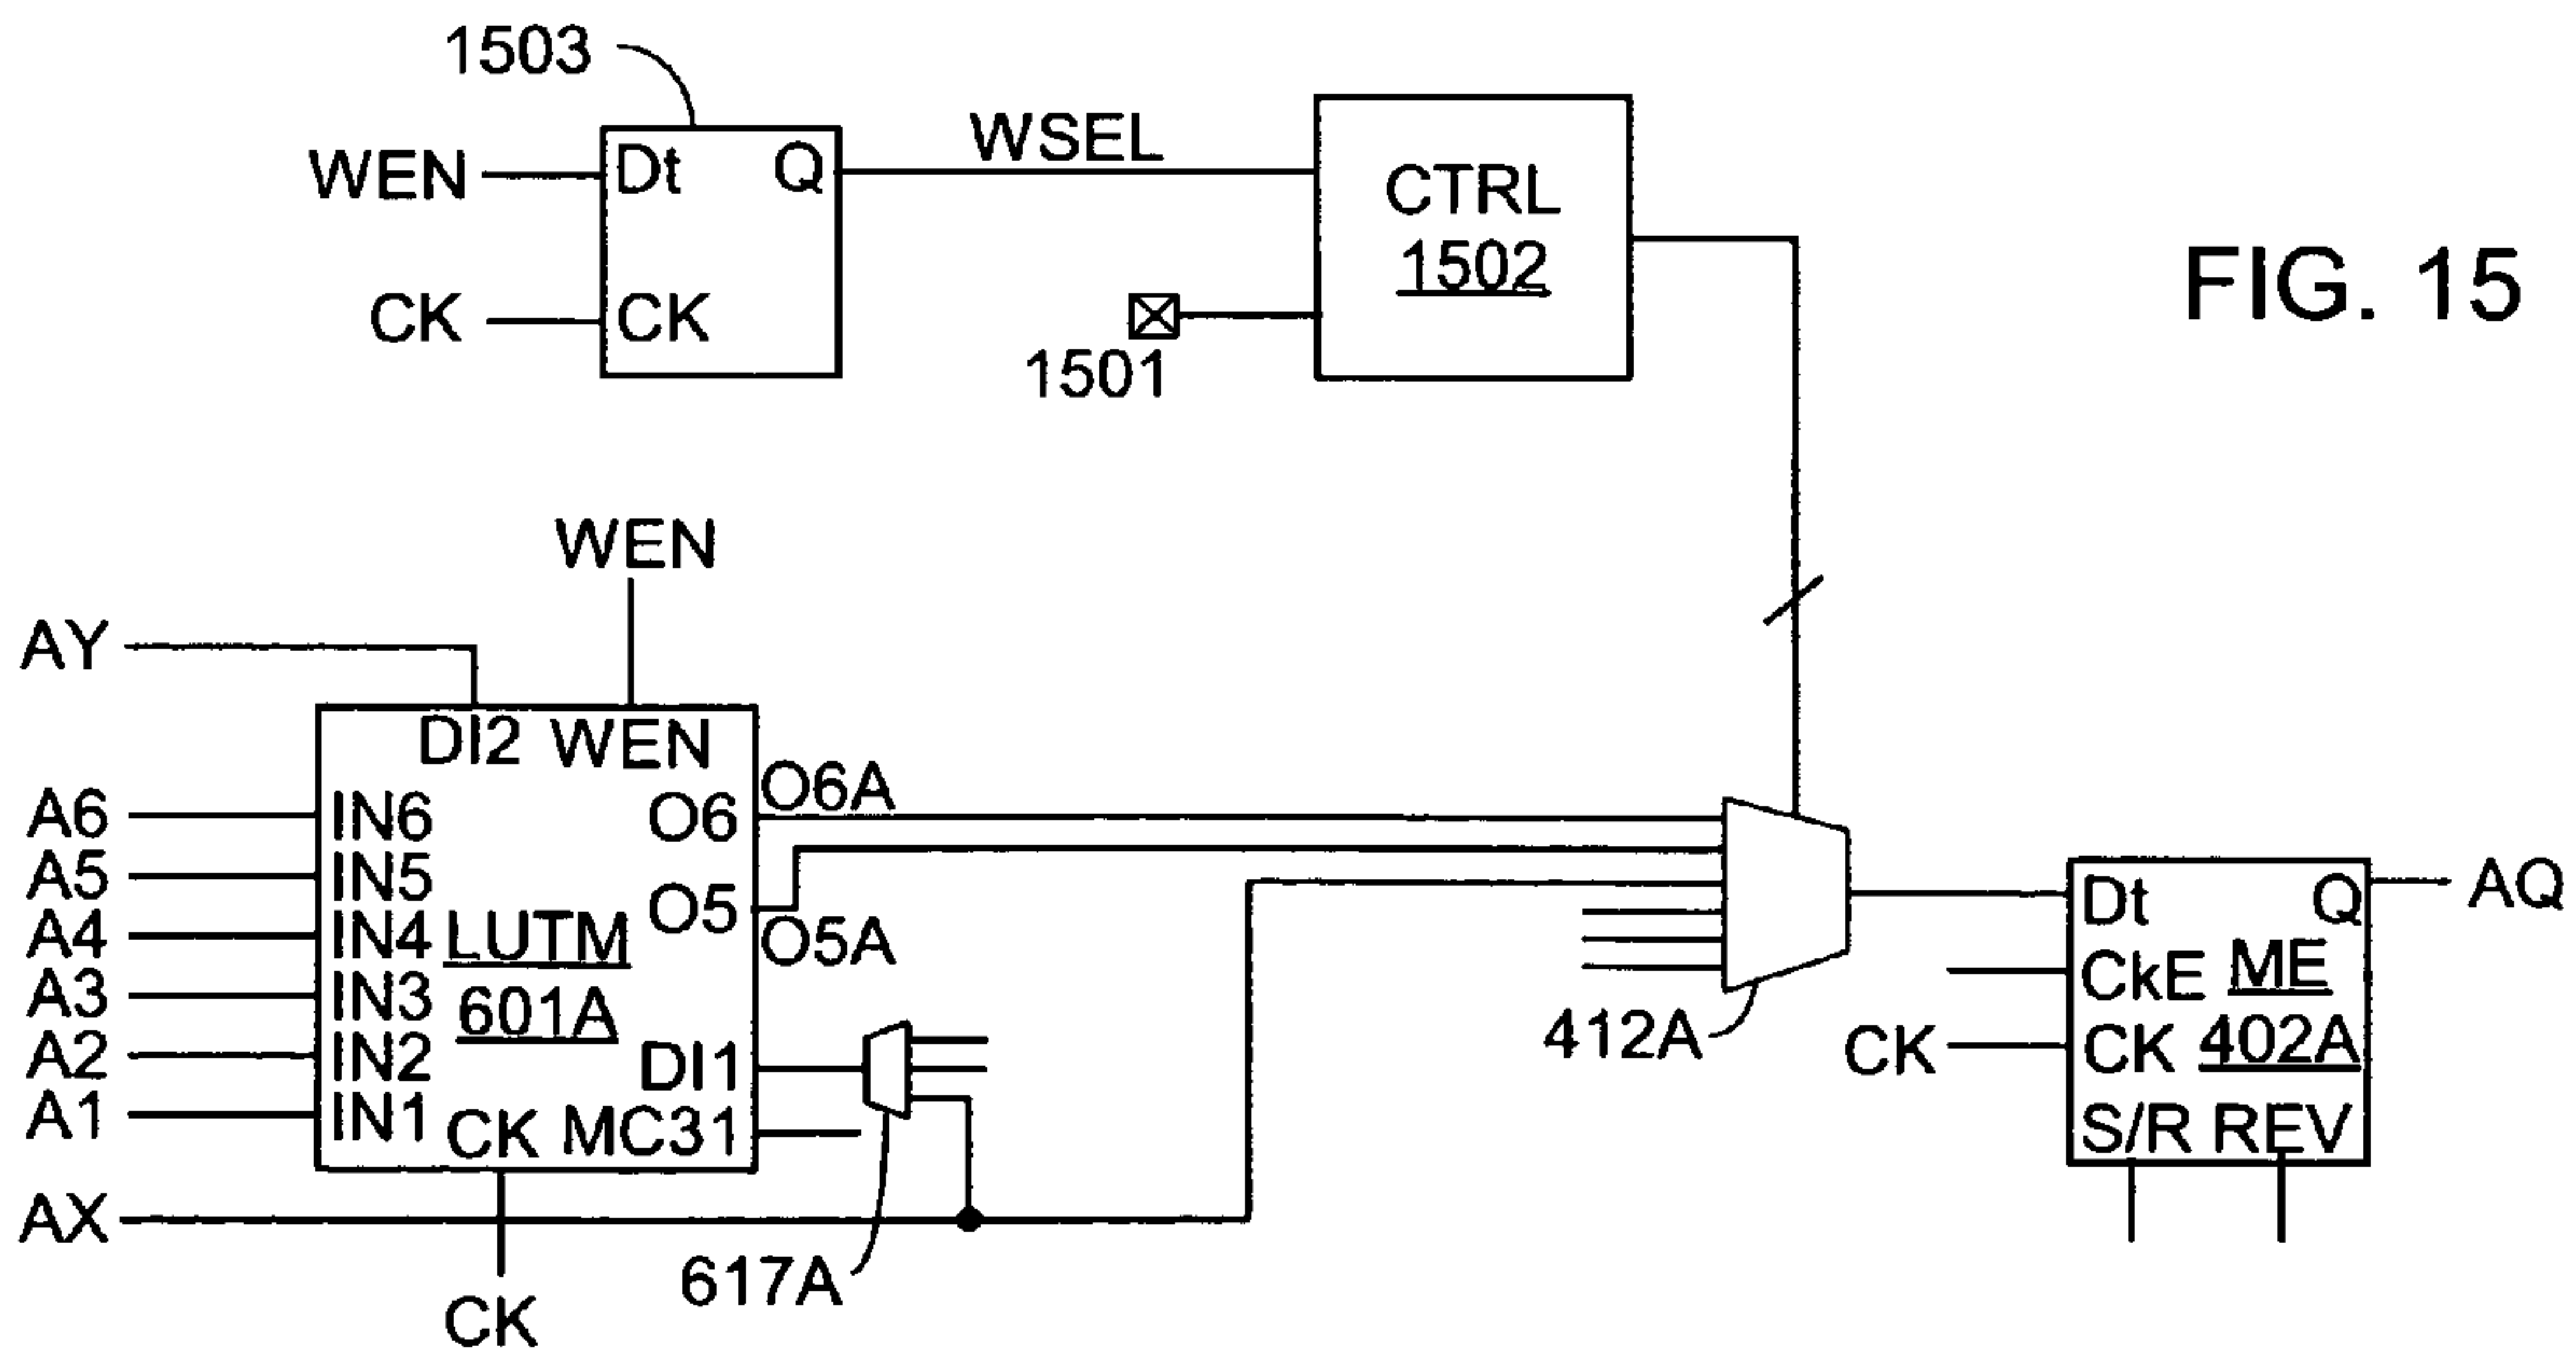 1503
WEN
Dt
Q
WSEL
CK
CK
CTRL
1502
1501
FIG. 15
WEN
AY
DI2
WEN
A6
IN6
O6
O6A
A5
IN5
A4
IN4
LUTM
O5
O5A
A3
IN3
601A
A2
IN2
DI1
A1
IN1
CK
MC31
AX
617A
CK
412A
Dt
Q
AQ
CkE
ME
CK
CK
402A
S/R
REV